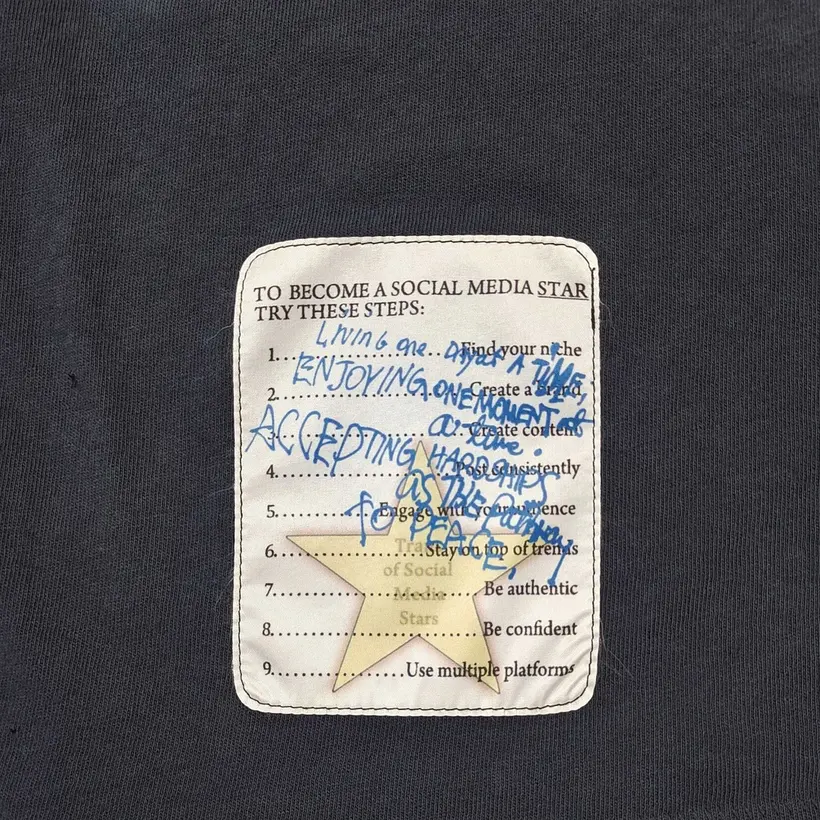 TO BECOME A SOCIAL MEDIA STAR
TRY THESE STEPS:
1...................Find your niche
2...................Create a Brand
3...................Create content
4...................Post consistently
5...........Engage with your audience
6...............Stay on top of trends
7.....................Be authentic
8.....................Be confident
9.............Use multiple platforms
Living one Day at A TIME;
ENJOYING ONE MOMENT at
a time.
ACCEPTING HARDSHIPS
as THE Pathway
TO PEACE.
of Social
Media
Stars